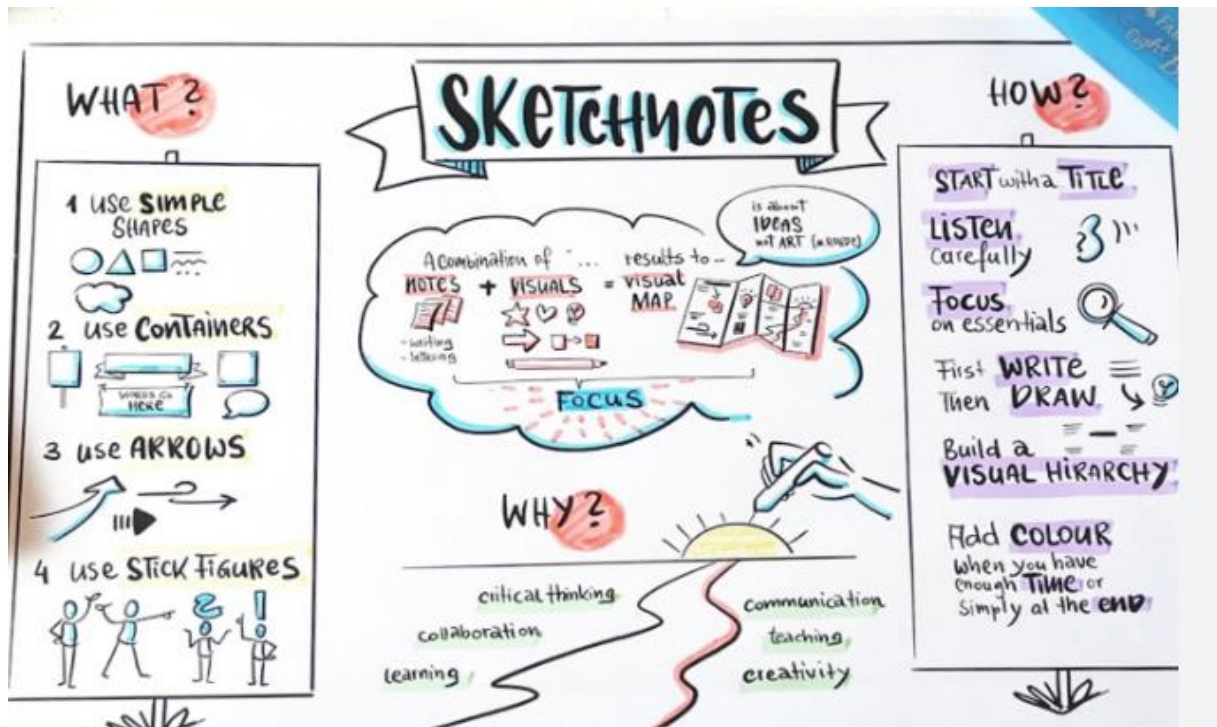 SKETCHNOTES
WHAT?
1 USE SIMPLE
SHAPES
2 use CONTAINERS
WORDS GO
HERE
3 use ARROWS
4 use STICK FIGURES
A Combination of ... results to...
NOTES + VISUALS = visual
MAP
- writing
- lettering
FOCUS
is about
IDEAS
not ART
WHY?
critical thinking
collaboration
learning
communication
teaching
creativity
HOW?
START with a TITLE
LISTEN
Carefully
FOCUS
on essentials
First WRITE
Then DRAW
Build a
VISUAL HIRARCHY
Add COLOUR
when you have
enough TIME or
Simply at the END